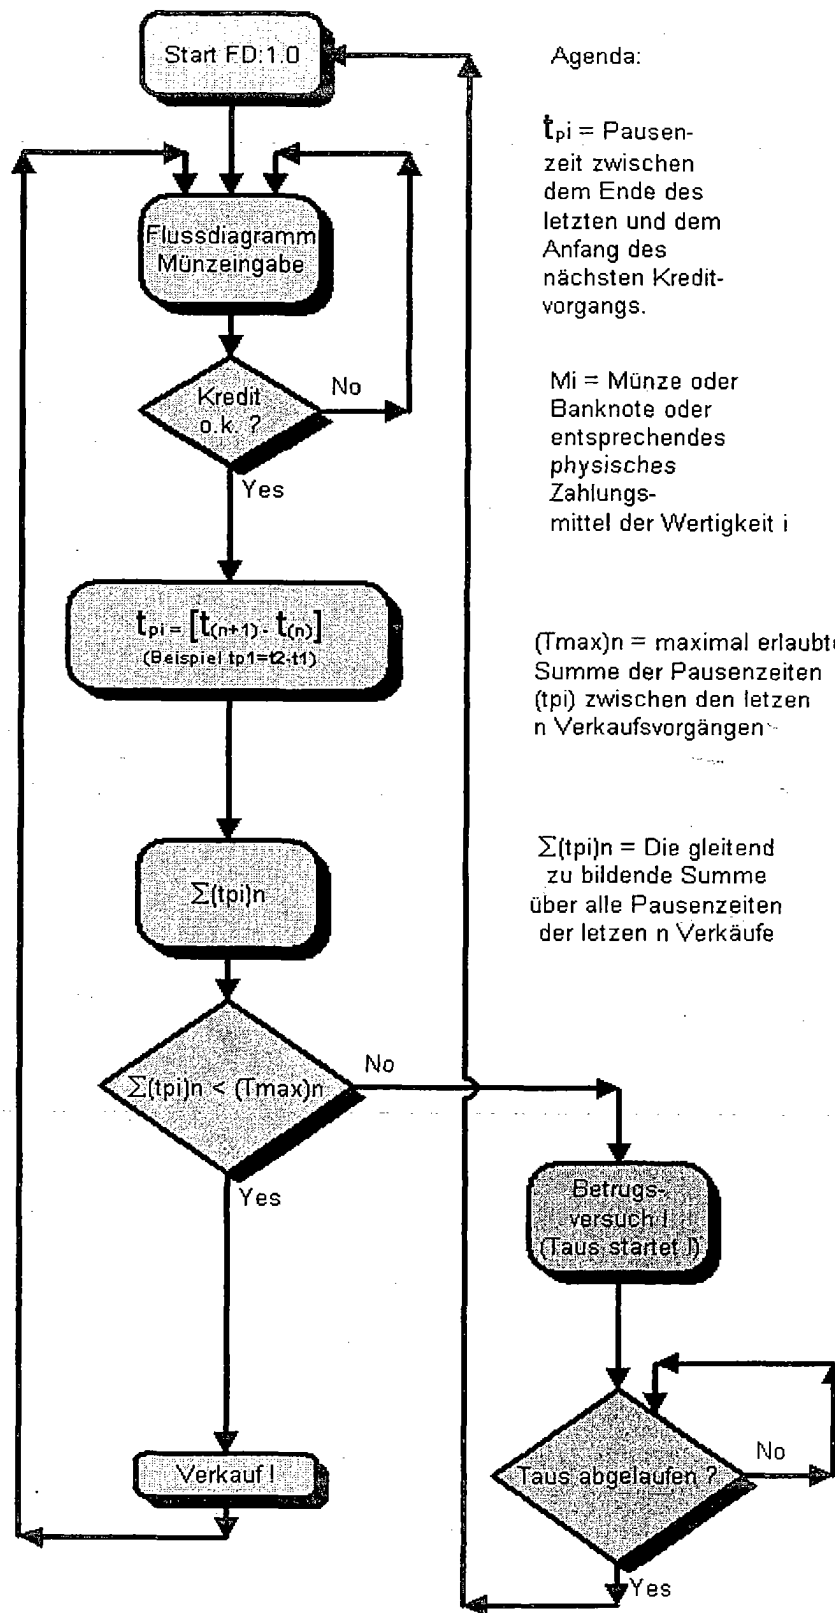 Start FD:1.0
Flussdiagramm
Münzeingabe
Kredit
o.k. ?
No
Yes
tpi = [t(n+1) - t(n)]
(Beispiel tp1=t2-t1)
Σ(tpi)n
Σ(tpi)n < (Tmax)n
No
Yes
Verkauf !
Betrugs-
versuch !
(Taus startet !)
Taus abgelaufen ?
No
Yes
Agenda:
tpi = Pausen-
zeit zwischen
dem Ende des
letzten und dem
Anfang des
nächsten Kredit-
vorgangs.
Mi = Münze oder
Banknote oder
entsprechendes
physisches
Zahlungs-
mittel der Wertigkeit i
(Tmax)n = maximal erlaubte
Summe der Pausenzeiten
(tpi) zwischen den letzen
n Verkaufsvorgängen
Σ(tpi)n = Die gleitend
zu bildende Summe
über alle Pausenzeiten
der letzen n Verkäufe